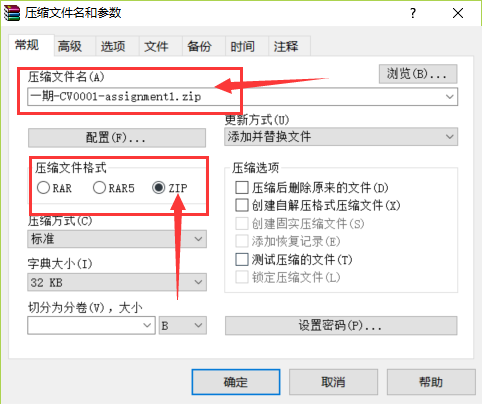 压缩文件名和参数
常规 高级 选项 文件 备份 时间 注释
压缩文件名(A)
浏览(B)...
一期-CV0001-assignment1.zip
更新方式(U)
配置(F)...
添加并替换文件
压缩文件格式
RAR RAR5 ZIP
压缩选项
压缩后删除原来的文件(D)
创建自解压格式压缩文件(X)
创建固实压缩文件(S)
添加恢复记录(E)
测试压缩的文件(T)
锁定压缩文件(L)
压缩方式(C)
标准
字典大小(I)
32 KB
切分为分卷(V),大小
B
设置密码(P)...
确定 取消 帮助